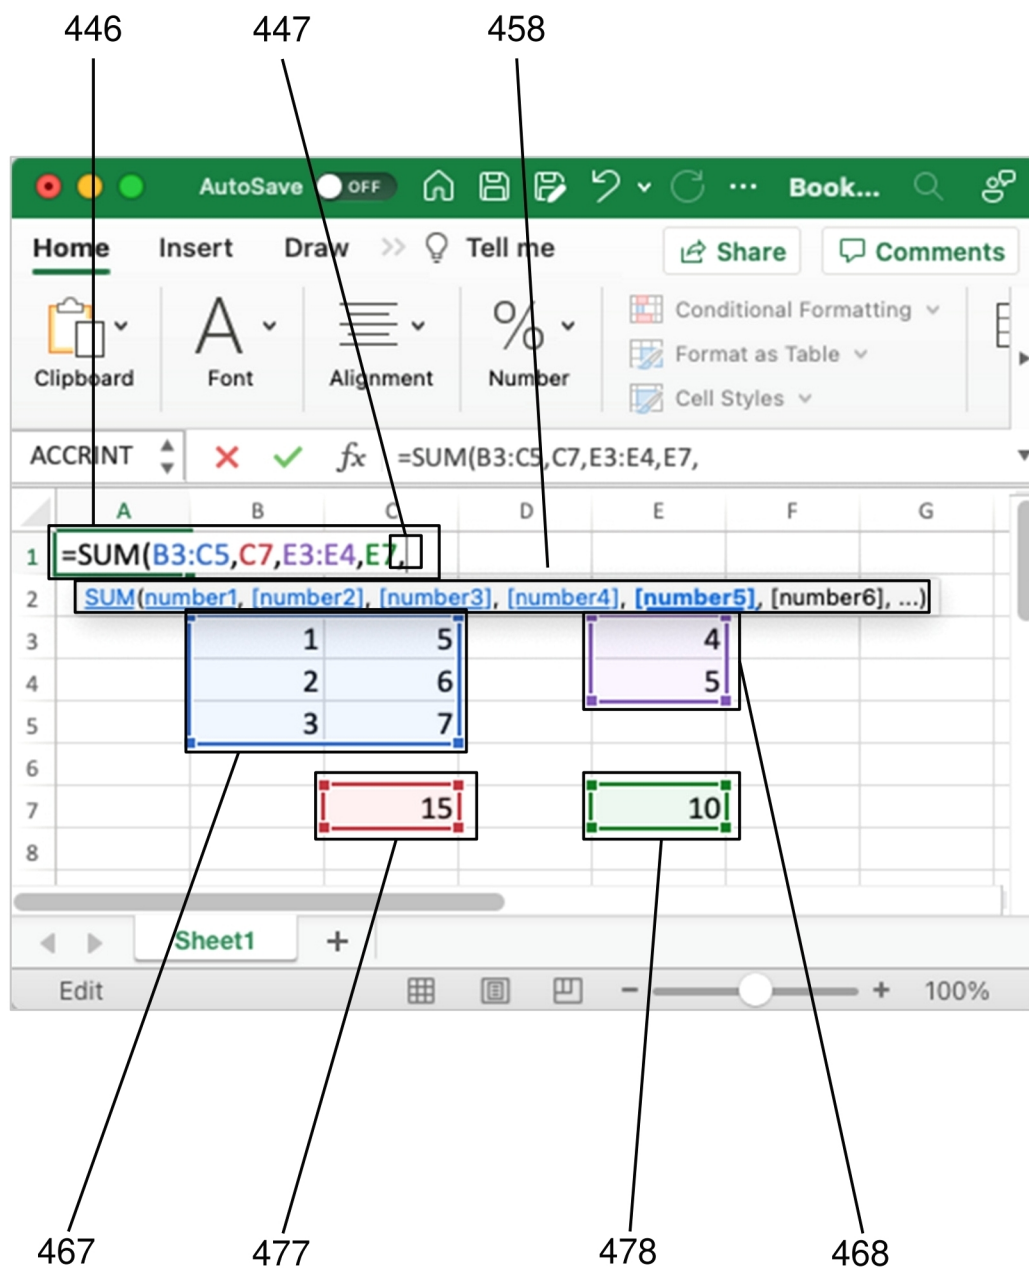 446 447 458
AutoSave OFF ... Book...
Home Insert Draw >> Tell me Share Comments
Conditional Formatting
Format as Table
Cell Styles
Clipboard Font Alignment Number
ACCRINT fx =SUM(B3:C5,C7,E3:E4,E7,
A B C D E F G
1 =SUM(B3:C5,C7,E3:E4,E7,
2 SUM(number1, [number2], [number3], [number4], [number5], [number6], ...)
3 1 5 4
4 2 6 5
5 3 7
6
7 15 10
8
Sheet1 +
Edit − + 100%
467 477 478 468